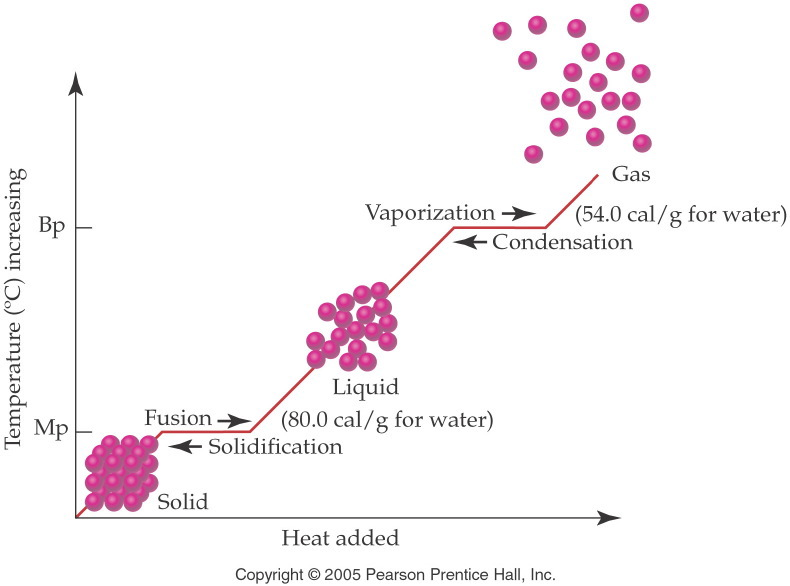 Gas
Vaporization
(54.0 cal/g for water)
Condensation
Bp
Temperature (°C) increasing
Liquid
Fusion
(80.0 cal/g for water)
Mp
Solidification
Solid
Heat added
Copyright © 2005 Pearson Prentice Hall, Inc.